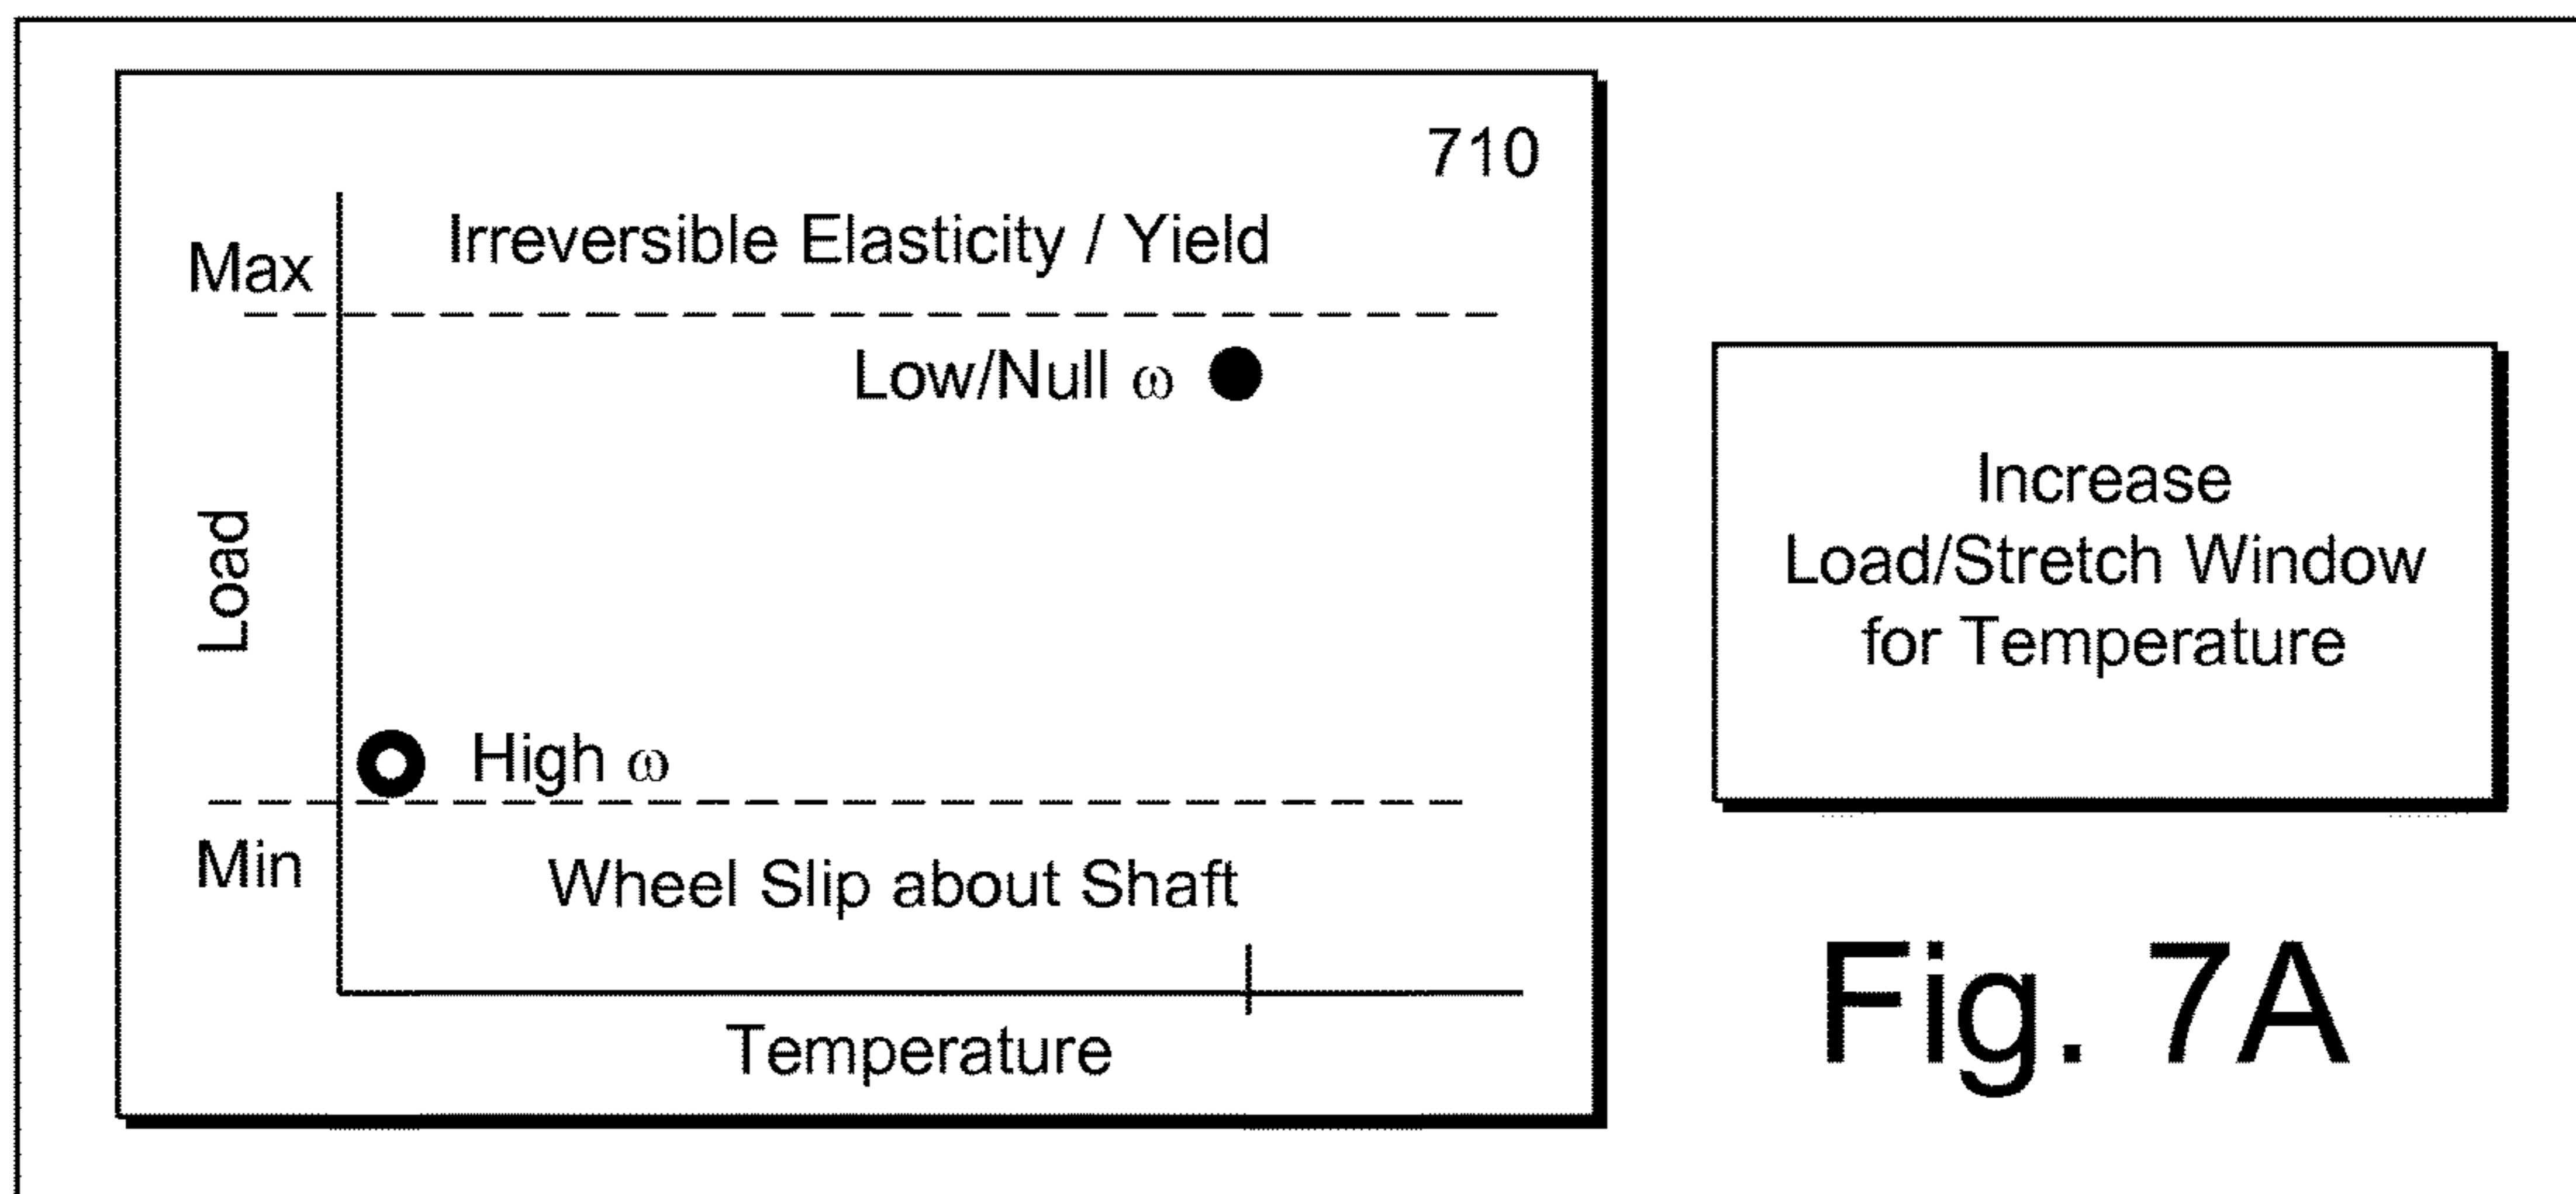 710
Irreversible Elasticity / Yield
Max
Low/Null ω
Load
High ω
Min
Wheel Slip about Shaft
Temperature
Increase
Load/Stretch Window
for Temperature
Fig. 7A